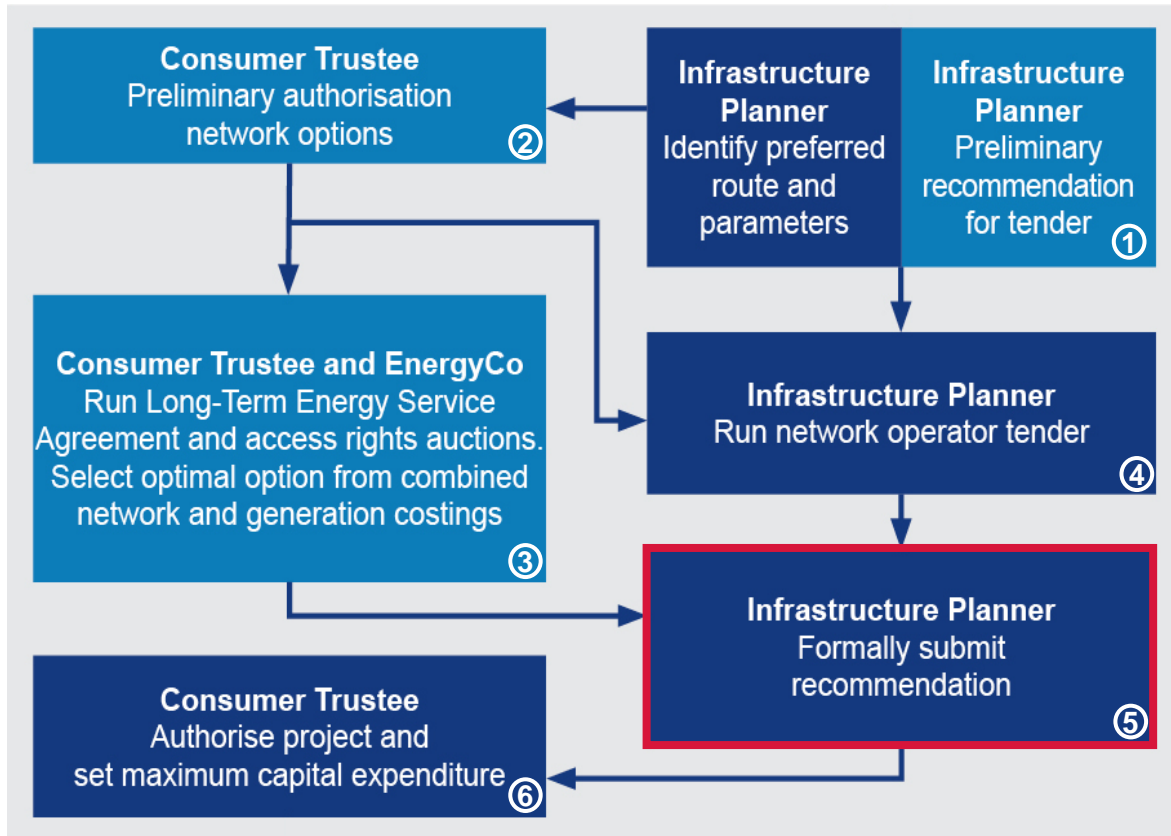 Consumer Trustee
Preliminary authorisation
network options
②
Infrastructure
Planner
Identify preferred
route and
parameters
Infrastructure
Planner
Preliminary
recommendation
for tender
①
Consumer Trustee and EnergyCo
Run Long-Term Energy Service
Agreement and access rights auctions.
Select optimal option from combined
network and generation costings
③
Infrastructure Planner
Run network operator tender
④
Infrastructure Planner
Formally submit
recommendation
⑤
Consumer Trustee
Authorise project and
set maximum capital expenditure
⑥